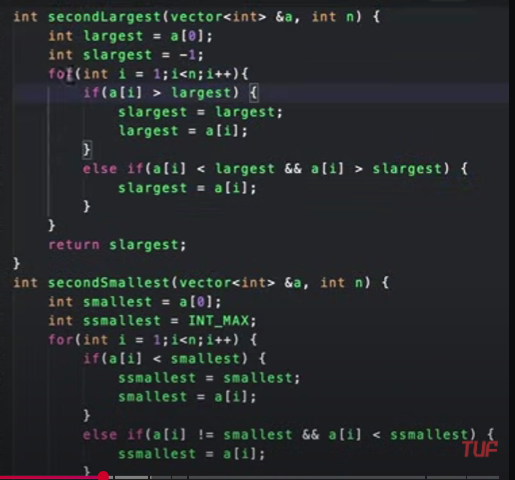 int secondLargest(vector<int> &a, int n) {
    int largest = a[0];
    int slargest = -1;
    for(int i = 1;i<n;i++){
        if(a[i] > largest) {
            slargest = largest;
            largest = a[i];
        }
        else if(a[i] < largest && a[i] > slargest) {
            slargest = a[i];
        }
    }
    return slargest;
}
int secondSmallest(vector<int> &a, int n) {
    int smallest = a[0];
    int ssmallest = INT_MAX;
    for(int i = 1;i<n;i++) {
        if(a[i] < smallest) {
            ssmallest = smallest;
            smallest = a[i];
        }
        else if(a[i] != smallest && a[i] < ssmallest) {
            ssmallest = a[i];
        }
TUF